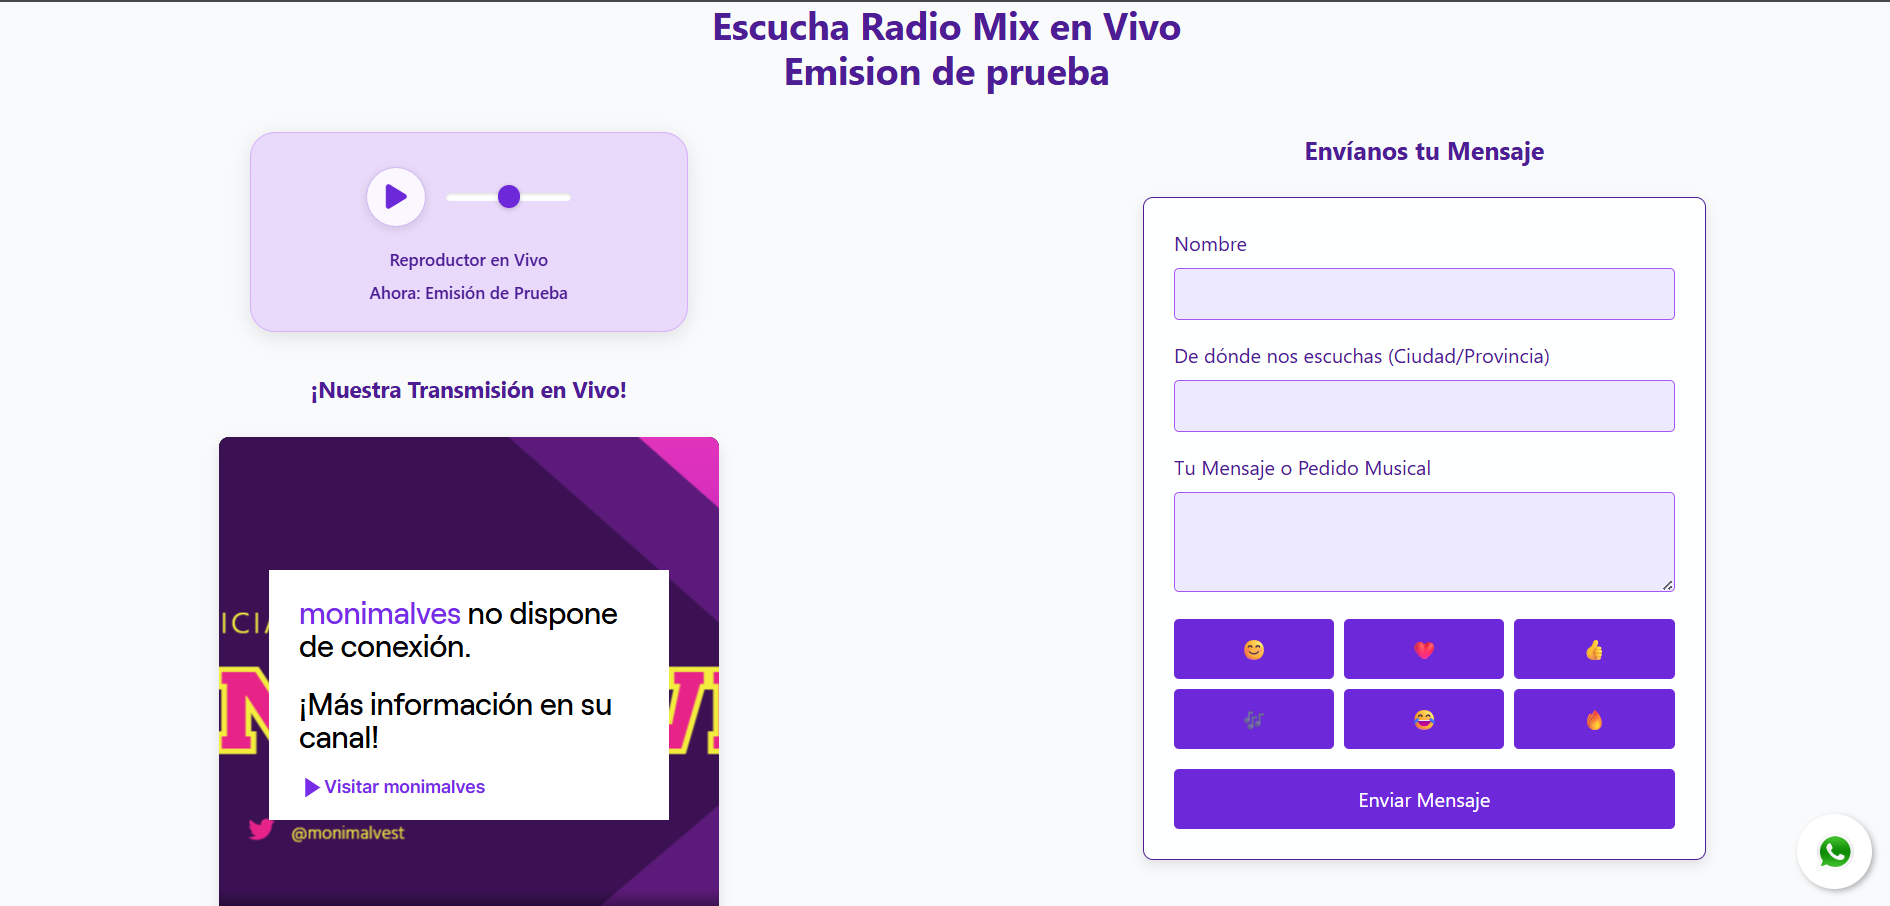 Escucha Radio Mix en Vivo
Emision de prueba
Reproductor en Vivo
Ahora: Emisión de Prueba
¡Nuestra Transmisión en Vivo!
monimalves no dispone
de conexión.
¡Más información en su
canal!
Visitar monimalves
@monimalvest
Envíanos tu Mensaje
Nombre
De dónde nos escuchas (Ciudad/Provincia)
Tu Mensaje o Pedido Musical
Enviar Mensaje